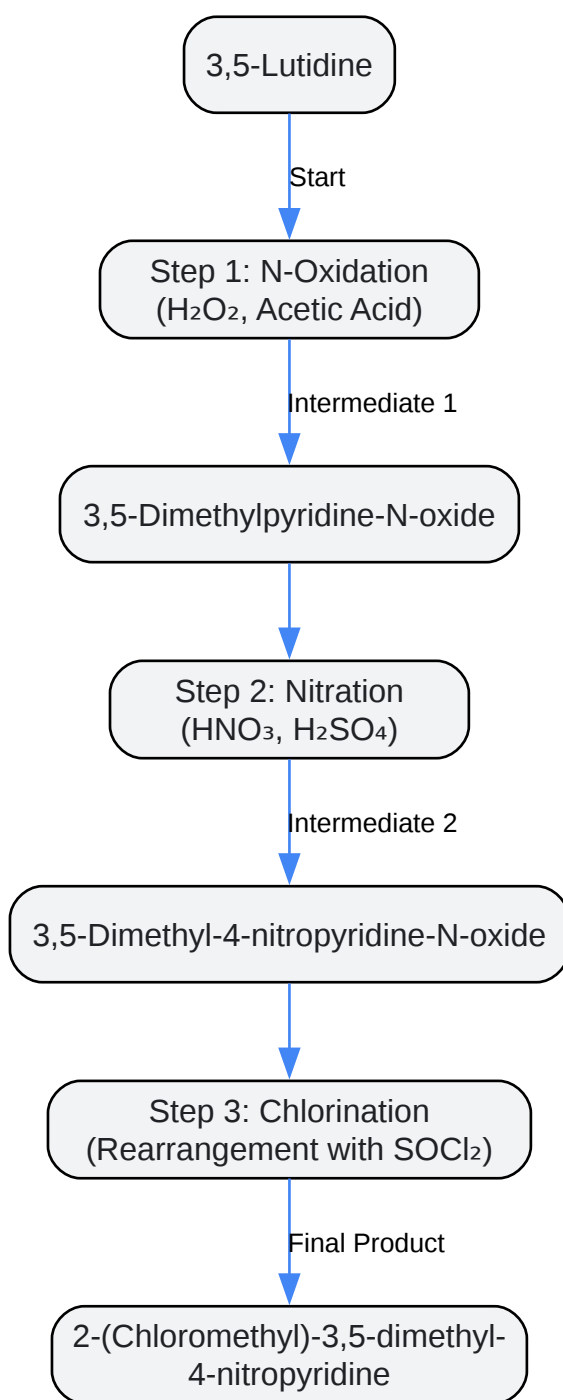 3,5-Lutidine
Start
Step 1: N-Oxidation
(H₂O₂, Acetic Acid)
Intermediate 1
3,5-Dimethylpyridine-N-oxide
Step 2: Nitration
(HNO₃, H₂SO₄)
Intermediate 2
3,5-Dimethyl-4-nitropyridine-N-oxide
Step 3: Chlorination
(Rearrangement with SOCl₂)
Final Product
2-(Chloromethyl)-3,5-dimethyl-
4-nitropyridine